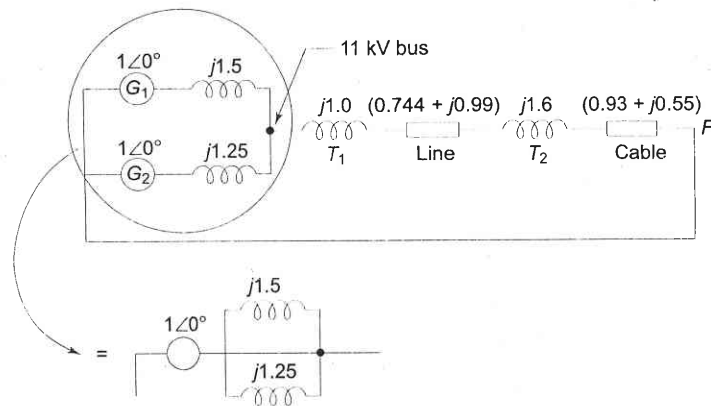 11 kV bus
1∠0°
j1.5
G1
j1.0
(0.744 + j0.99)
j1.6
(0.93 + j0.55)
1∠0°
j1.25
F
G2
T1
Line
T2
Cable
j1.5
1∠0°
=
j1.25